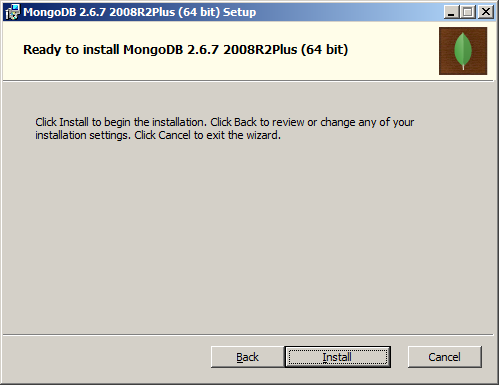 MongoDB 2.6.7 2008R2Plus (64 bit) Setup
Ready to install MongoDB 2.6.7 2008R2Plus (64 bit)
Click Install to begin the installation. Click Back to review or change any of your
installation settings. Click Cancel to exit the wizard.
Back
Install
Cancel